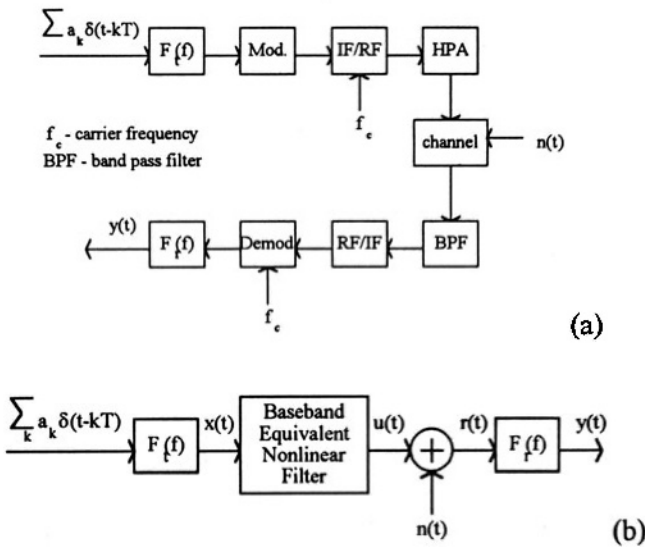 ∑ a_k δ(t-kT)
F_t(f)
Mod.
IF/RF
HPA
f_c
f_c - carrier frequency
BPF - band pass filter
channel
n(t)
y(t)
F_r(f)
Demod
RF/IF
BPF
f_c
(a)
∑_k a_k δ(t-kT)
F_t(f)
x(t)
Baseband
Equivalent
Nonlinear
Filter
u(t)
+
r(t)
F_r(f)
y(t)
n(t)
(b)